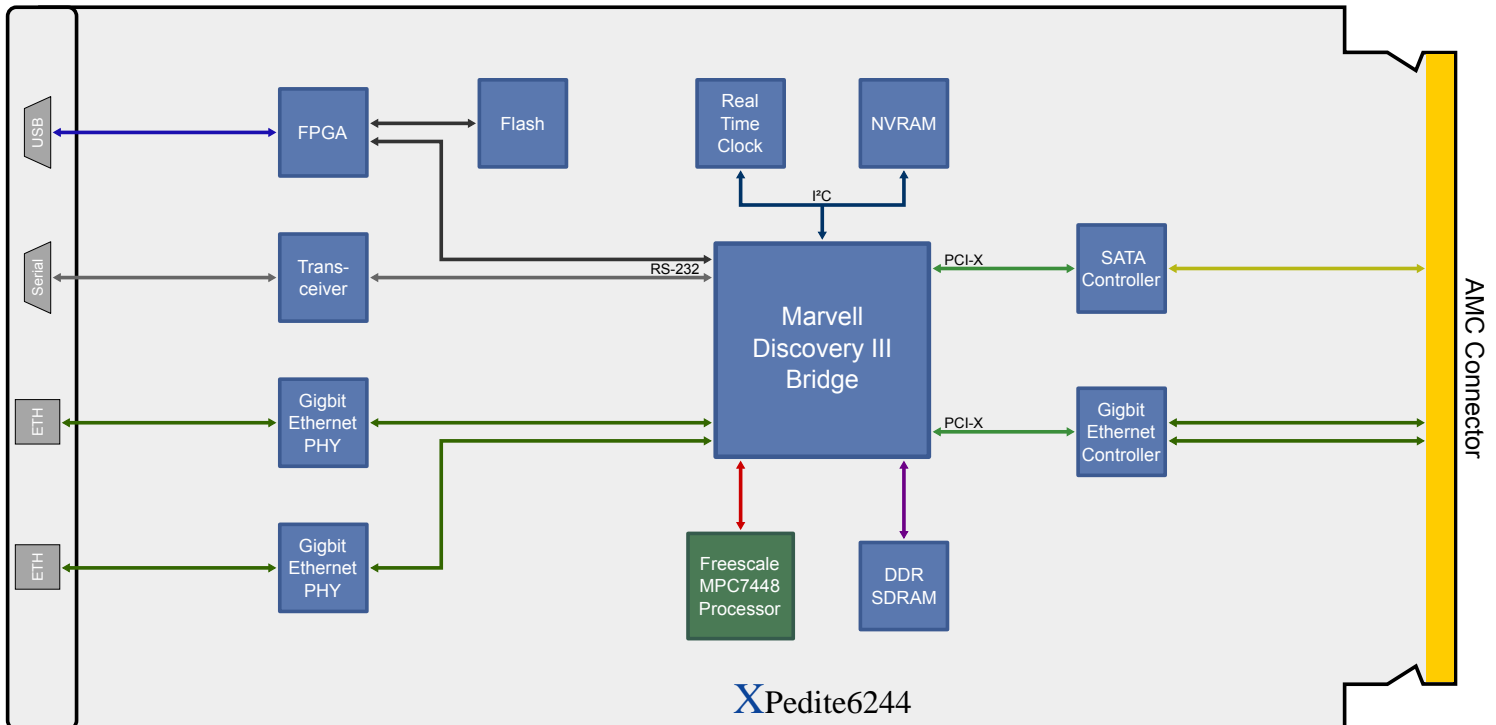 USB
FPGA
Flash
Real
Time
Clock
NVRAM
I²C
Serial
Trans-
ceiver
RS-232
Marvell
Discovery III
Bridge
PCI-X
SATA
Controller
AMC Connector
ETH
Gigbit
Ethernet
PHY
PCI-X
Gigbit
Ethernet
Controller
ETH
Gigbit
Ethernet
PHY
Freescale
MPC7448
Processor
DDR
SDRAM
XPedite6244